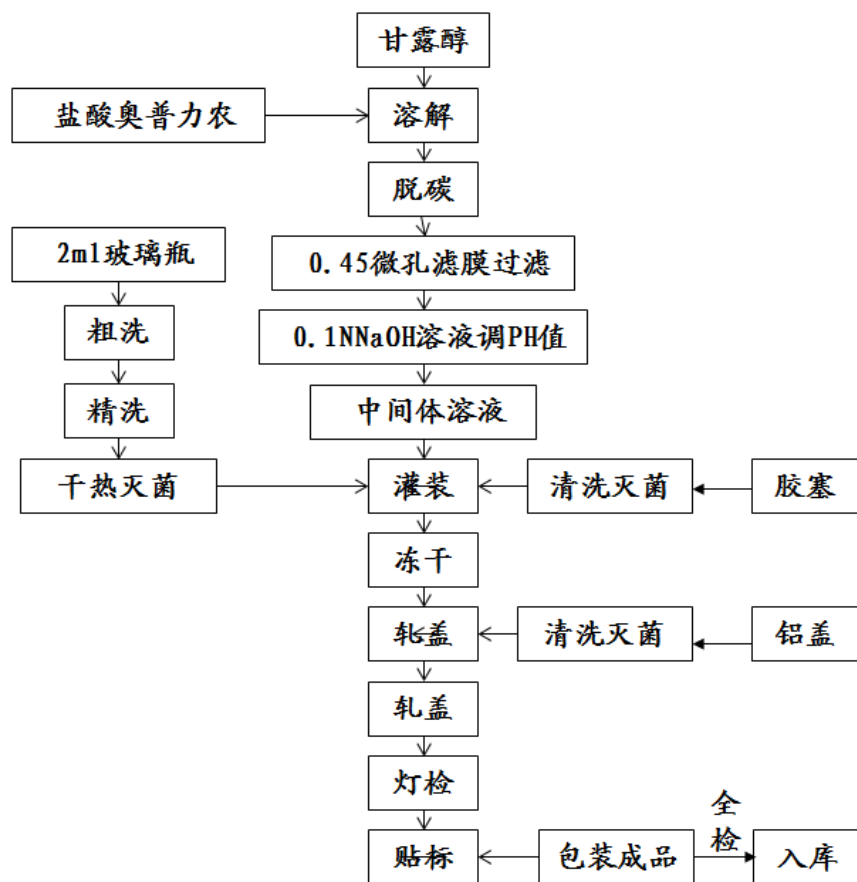 甘露醇
盐酸奥普力农
溶解
脱碳
2ml玻璃瓶
0.45微孔滤膜过滤
粗洗
0.1NNaOH溶液调PH值
精洗
中间体溶液
干热灭菌
灌装
清洗灭菌
胶塞
冻干
轧盖
清洗灭菌
铝盖
轧盖
灯检
全检
贴标
包装成品
入库